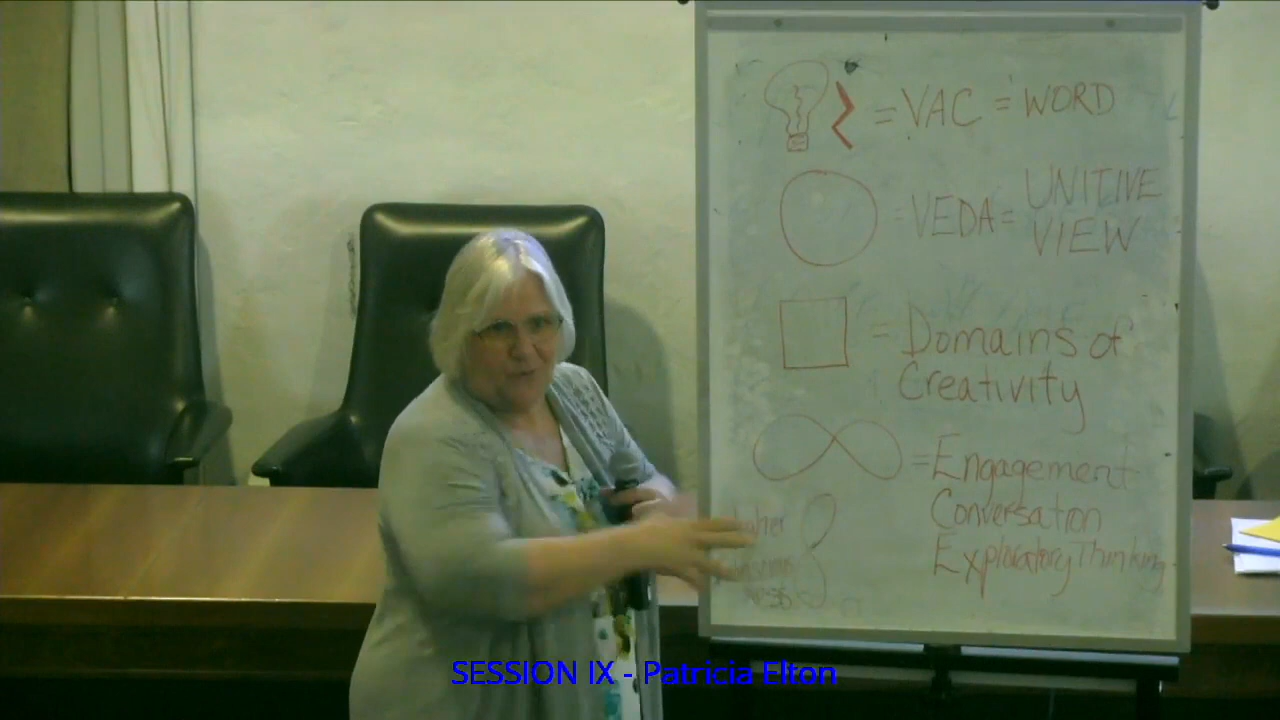 = VAC = WORD
= VEDA = UNITIVE
VIEW
= Domains of
Creativity
= Engagement
Conversation
Exploratory Thinking
SESSION IX - Patricia Elton